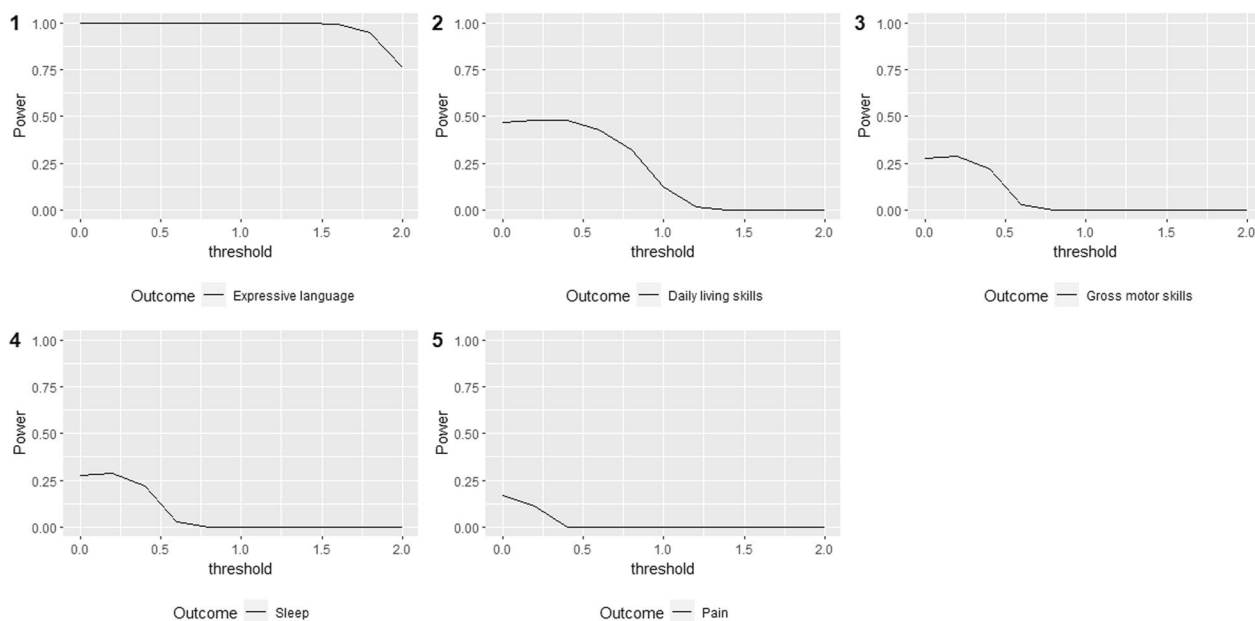 1
1.00
0.75
0.50
0.25
0.00
Power
0.0 0.5 1.0 1.5 2.0
threshold
Outcome Expressive language
2
1.00
0.75
0.50
0.25
0.00
Power
0.0 0.5 1.0 1.5 2.0
threshold
Outcome Daily living skills
3
1.00
0.75
0.50
0.25
0.00
Power
0.0 0.5 1.0 1.5 2.0
threshold
Outcome Gross motor skills
4
1.00
0.75
0.50
0.25
0.00
Power
0.0 0.5 1.0 1.5 2.0
threshold
Outcome Sleep
5
1.00
0.75
0.50
0.25
0.00
Power
0.0 0.5 1.0 1.5 2.0
threshold
Outcome Pain